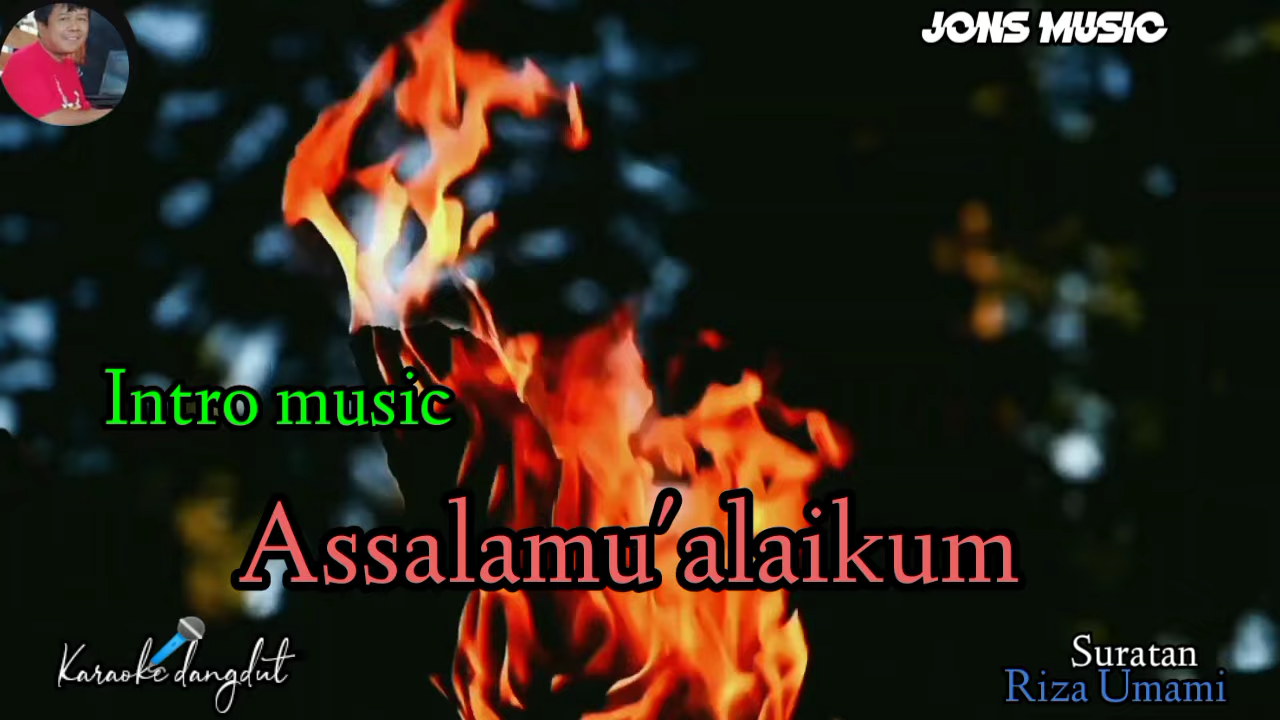 JONS MUSIC
Intro music
Assalamu'alaikum
Karaoke dangdut
Suratan
Riza Umami